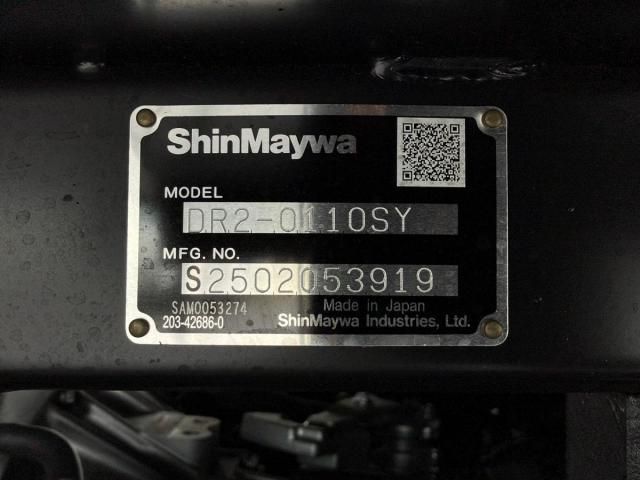 ShinMaywa
MODEL
DR2-0110SY
MFG. NO.
S2502053919
SAM0053274
Made in Japan
203-42686-0
ShinMaywa Industries, Ltd.